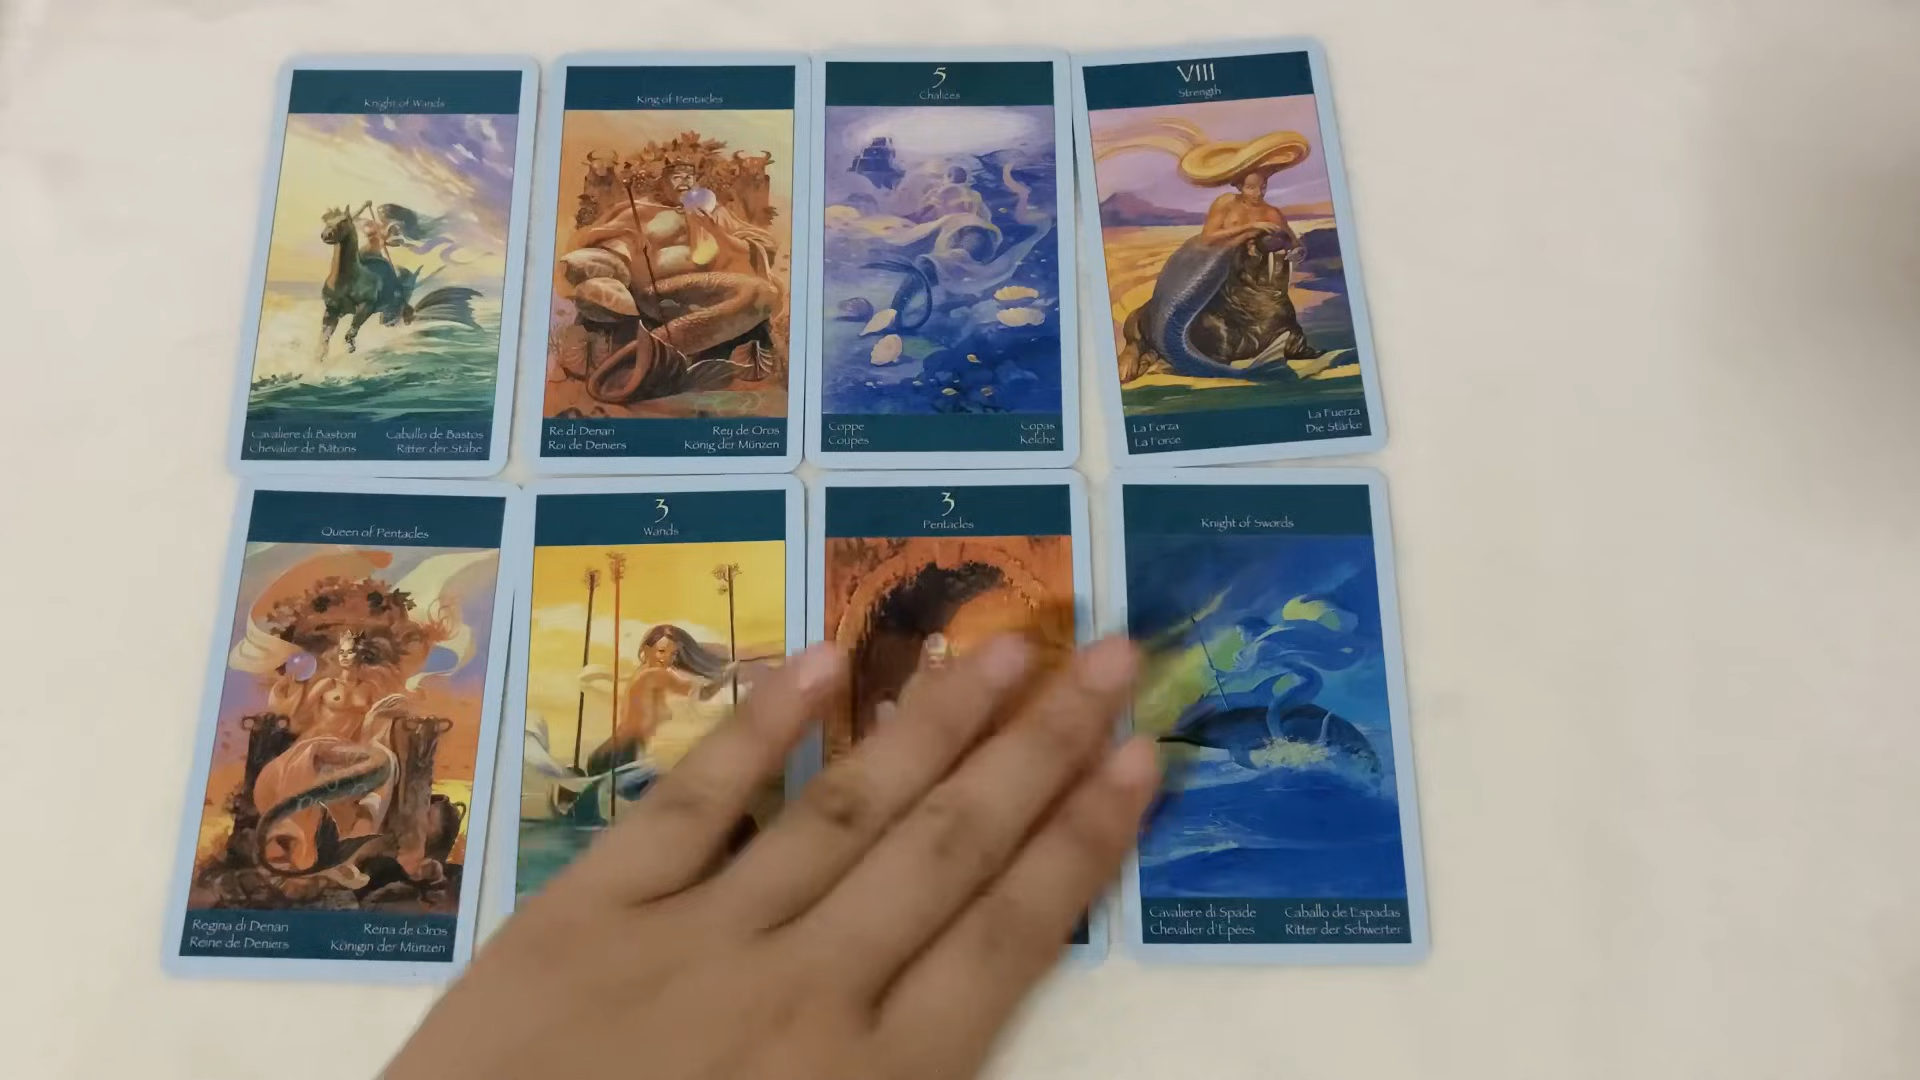 Knight of Wands
Cavaliere di Bastoni Caballo de Bastos
Chevalier de Bâtons Ritter der Stäbe
King of Pentacles
Re di Denari Rey de Oros
Roi de Deniers König der Münzen
5
Chalices
Coppe Copas
Coupes Kelche
VIII
Strength
La Forza La Fuerza
La Force Die Stärke
Queen of Pentacles
Regina di Denari Reina de Oros
Reine de Deniers Königin der Münzen
3
Wands
3
Pentacles
Knight of Swords
Cavaliere di Spade Caballo de Espadas
Chevalier d'Epées Ritter der Schwerter